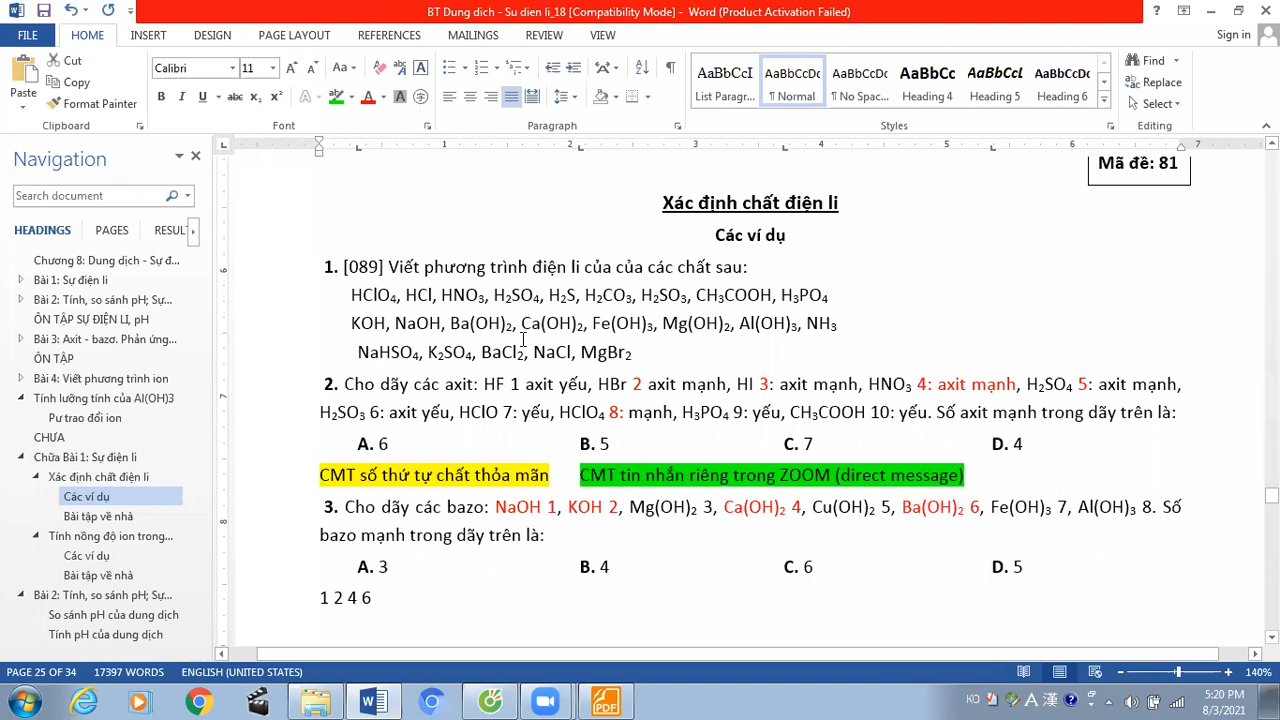 BT Dung dich - Su dien li_18 [Compatibility Mode] - Word (Product Activation Failed)
FILE HOME INSERT DESIGN PAGE LAYOUT REFERENCES MAILINGS REVIEW VIEW Sign in
Paste Cut Copy Format Painter
Calibri 11
AaBbCcI AaBbCcDc AaBbCcDc AaBbCc AaBbCcL AaBbCcDc
List Paragr... ¶ Normal ¶ No Spac... Heading 4 Heading 5 Heading 6
Find Replace Select
Clipboard Font Paragraph Styles Editing
Navigation
Search document
HEADINGS PAGES RESUL
Chương 8: Dung dịch - Sự đ...
Bài 1: Sự điện li
Bài 2: Tính, so sánh pH; Sự...
ÔN TẬP SỰ ĐIỆN LI, pH
Bài 3: Axit - bazơ. Phản ứng...
ÔN TẬP
Bài 4: Viết phương trình ion
Tính lưỡng tính của Al(OH)3
Pư trao đổi ion
CHƯA
Chữa Bài 1: Sự điện li
Xác định chất điện li
Các ví dụ
Bài tập về nhà
Tính nồng độ ion trong...
Các ví dụ
Bài tập về nhà
Bài 2: Tính, so sánh pH; Sự...
So sánh pH của dung dịch
Tính pH của dung dịch
1 2 3 4 5 6 7
6 7 8
Mã đề: 81
Xác định chất điện li
Các ví dụ
1. [089] Viết phương trình điện li của của các chất sau:
HClO₄, HCl, HNO₃, H₂SO₄, H₂S, H₂CO₃, H₂SO₃, CH₃COOH, H₃PO₄
KOH, NaOH, Ba(OH)₂, Ca(OH)₂, Fe(OH)₃, Mg(OH)₂, Al(OH)₃, NH₃
NaHSO₄, K₂SO₄, BaCl₂, NaCl, MgBr₂
2. Cho dãy các axit: HF 1 axit yếu, HBr 2 axit mạnh, HI 3: axit mạnh, HNO₃ 4: axit mạnh, H₂SO₄ 5: axit mạnh,
H₂SO₃ 6: axit yếu, HClO 7: yếu, HClO₄ 8: mạnh, H₃PO₄ 9: yếu, CH₃COOH 10: yếu. Số axit mạnh trong dãy trên là:
A. 6 B. 5 C. 7 D. 4
CMT số thứ tự chất thỏa mãn CMT tin nhắn riêng trong ZOOM (direct message)
3. Cho dãy các bazo: NaOH 1, KOH 2, Mg(OH)₂ 3, Ca(OH)₂ 4, Cu(OH)₂ 5, Ba(OH)₂ 6, Fe(OH)₃ 7, Al(OH)₃ 8. Số
bazo mạnh trong dãy trên là:
A. 3 B. 4 C. 6 D. 5
1 2 4 6
PAGE 25 OF 34 17397 WORDS ENGLISH (UNITED STATES) 140%
KO A 漢 5:20 PM
8/3/2021